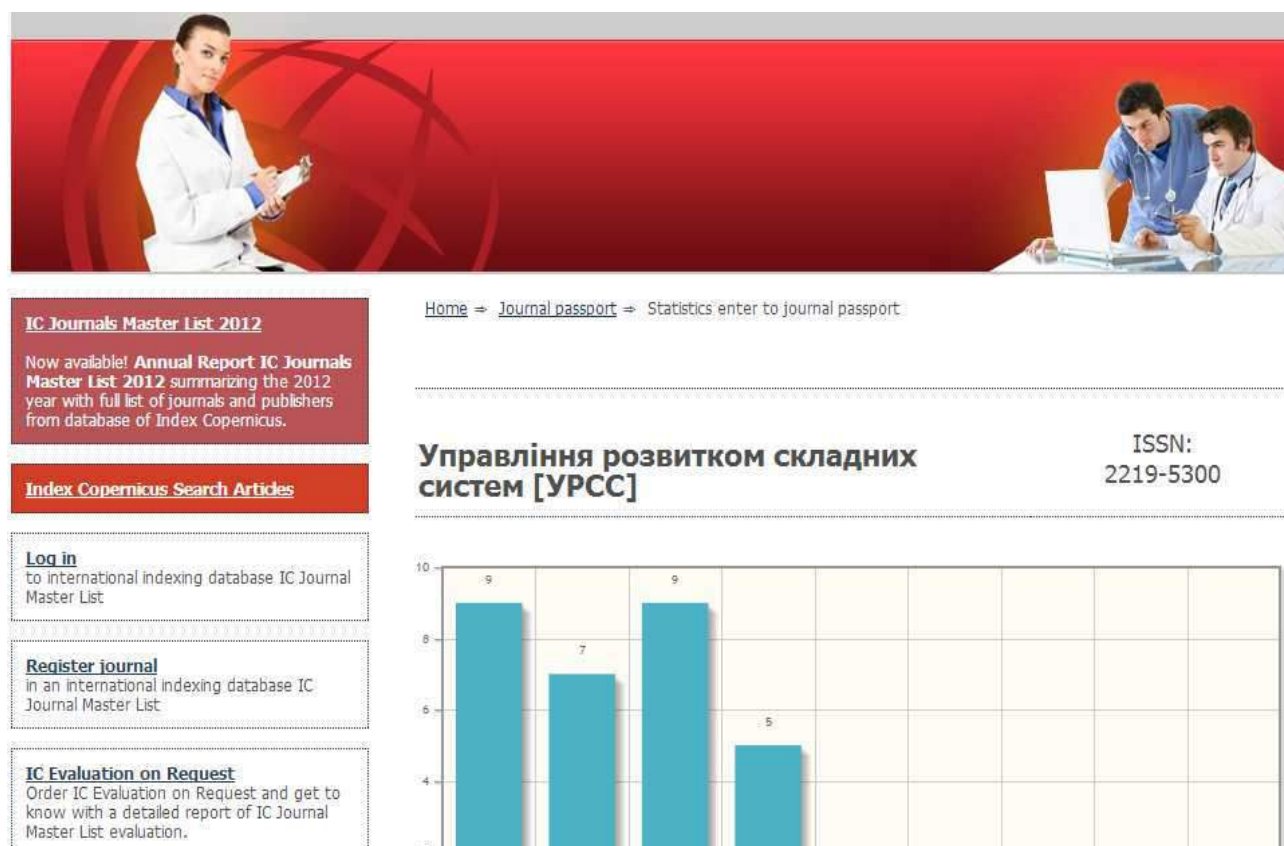 IC Journals Master List 2012
Now available! Annual Report IC Journals
Master List 2012 summarizing the 2012
year with full list of journals and publishers
from database of Index Copernicus.
Index Copernicus Search Articles
Log in
to international indexing database IC Journal
Master List
Register journal
in an international indexing database IC
Journal Master List
IC Evaluation on Request
Order IC Evaluation on Request and get to
know with a detailed report of IC Journal
Master List evaluation.
Home ⇒ Journal passport ⇒ Statistics enter to journal passport
Управління розвитком складних
систем [УРСС]
ISSN:
2219-5300
10
9
9
8
7
6
5
4